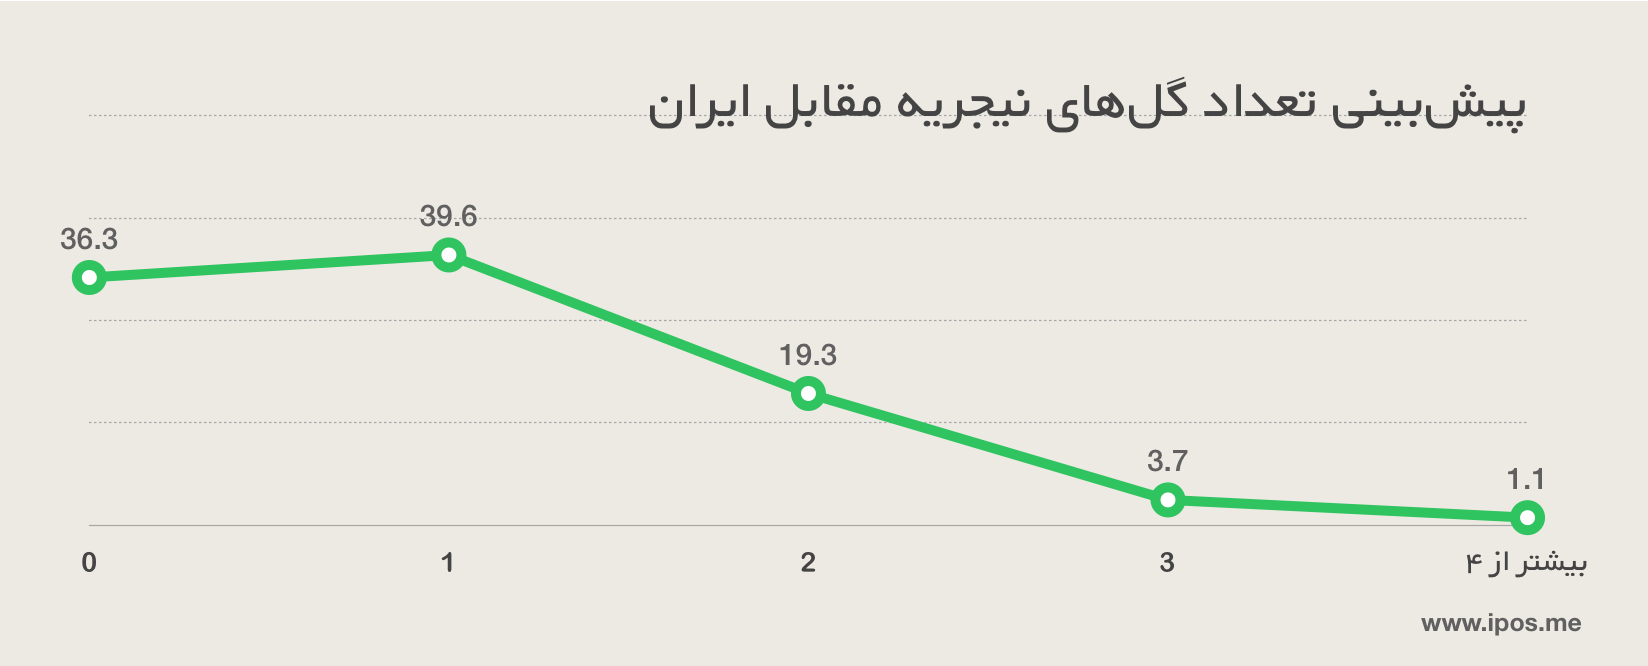 پیش‌بینی تعداد گل‌های نیجریه مقابل ایران
36.3
39.6
19.3
3.7
1.1
0 1 2 3 بیشتر از ۴
www.ipos.me